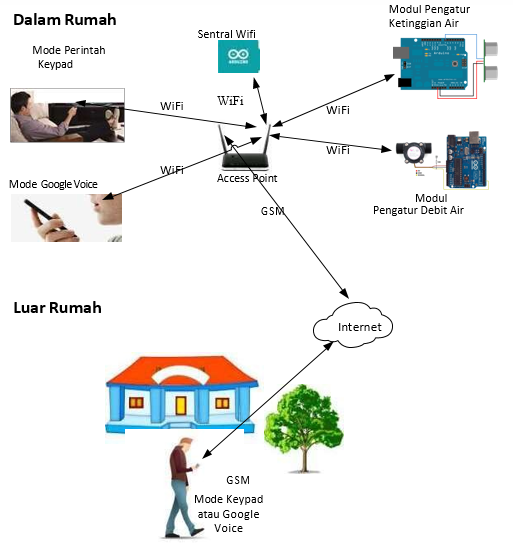 Dalam Rumah
Mode Perintah
Keypad
Sentral Wifi
Modul Pengatur
Ketinggian Air
WiFi
WiFi
WiFi
WiFi
WiFi
Mode Google Voice
Access Point
Modul
Pengatur Debit Air
GSM
Luar Rumah
Internet
GSM
Mode Keypad
atau Google
Voice